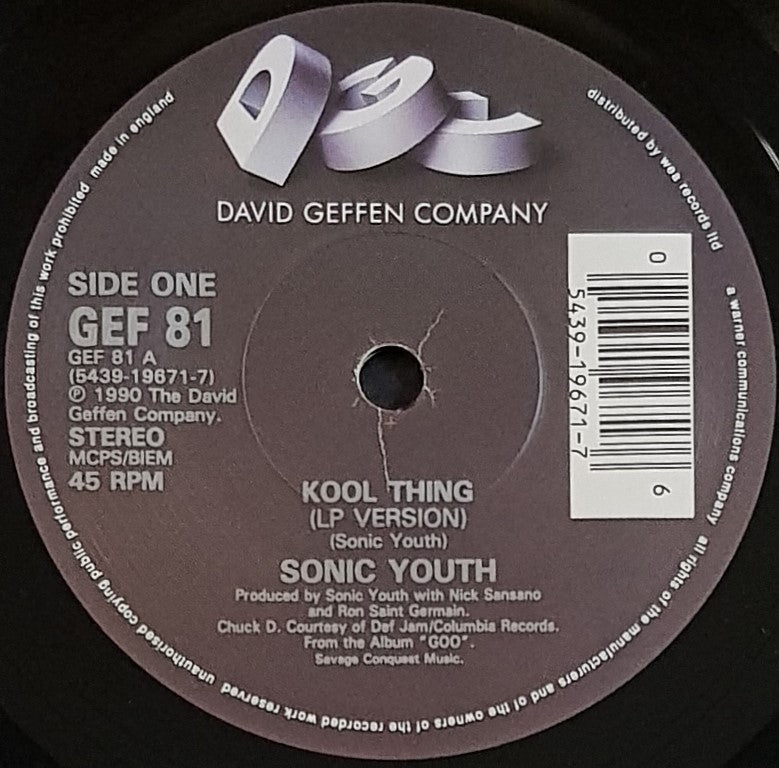 DGC
DAVID GEFFEN COMPANY
SIDE ONE
GEF 81
GEF 81 A
(5439-19671-7)
℗ 1990 The David
Geffen Company.
STEREO
MCPS/BIEM
45 RPM
0
5439-19671-7
6
KOOL THING
(LP VERSION)
(Sonic Youth)
SONIC YOUTH
Produced by Sonic Youth with Nick Sansano
and Ron Saint Germain.
Chuck D. Courtesy of Def Jam/Columbia Records.
From the Album "GOO".
Savage Conquest Music.
distributed by wea records ltd a warner communications company all rights of the manufacturers and of the owners of the recorded work reserved unauthorised copying public performance and broadcasting of this work prohibited made in england